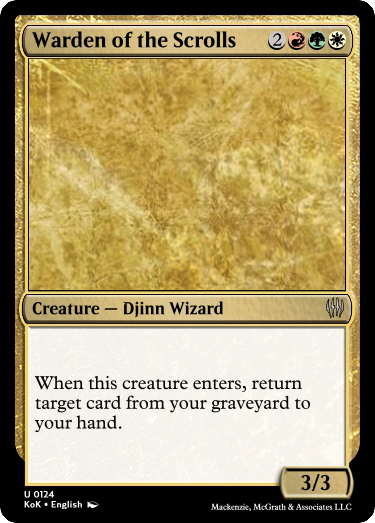 Warden of the Scrolls 2
Creature — Djinn Wizard
When this creature enters, return
target card from your graveyard to
your hand.
3/3
U 0124
KoK • English
Mackenzie, McGrath & Associates LLC